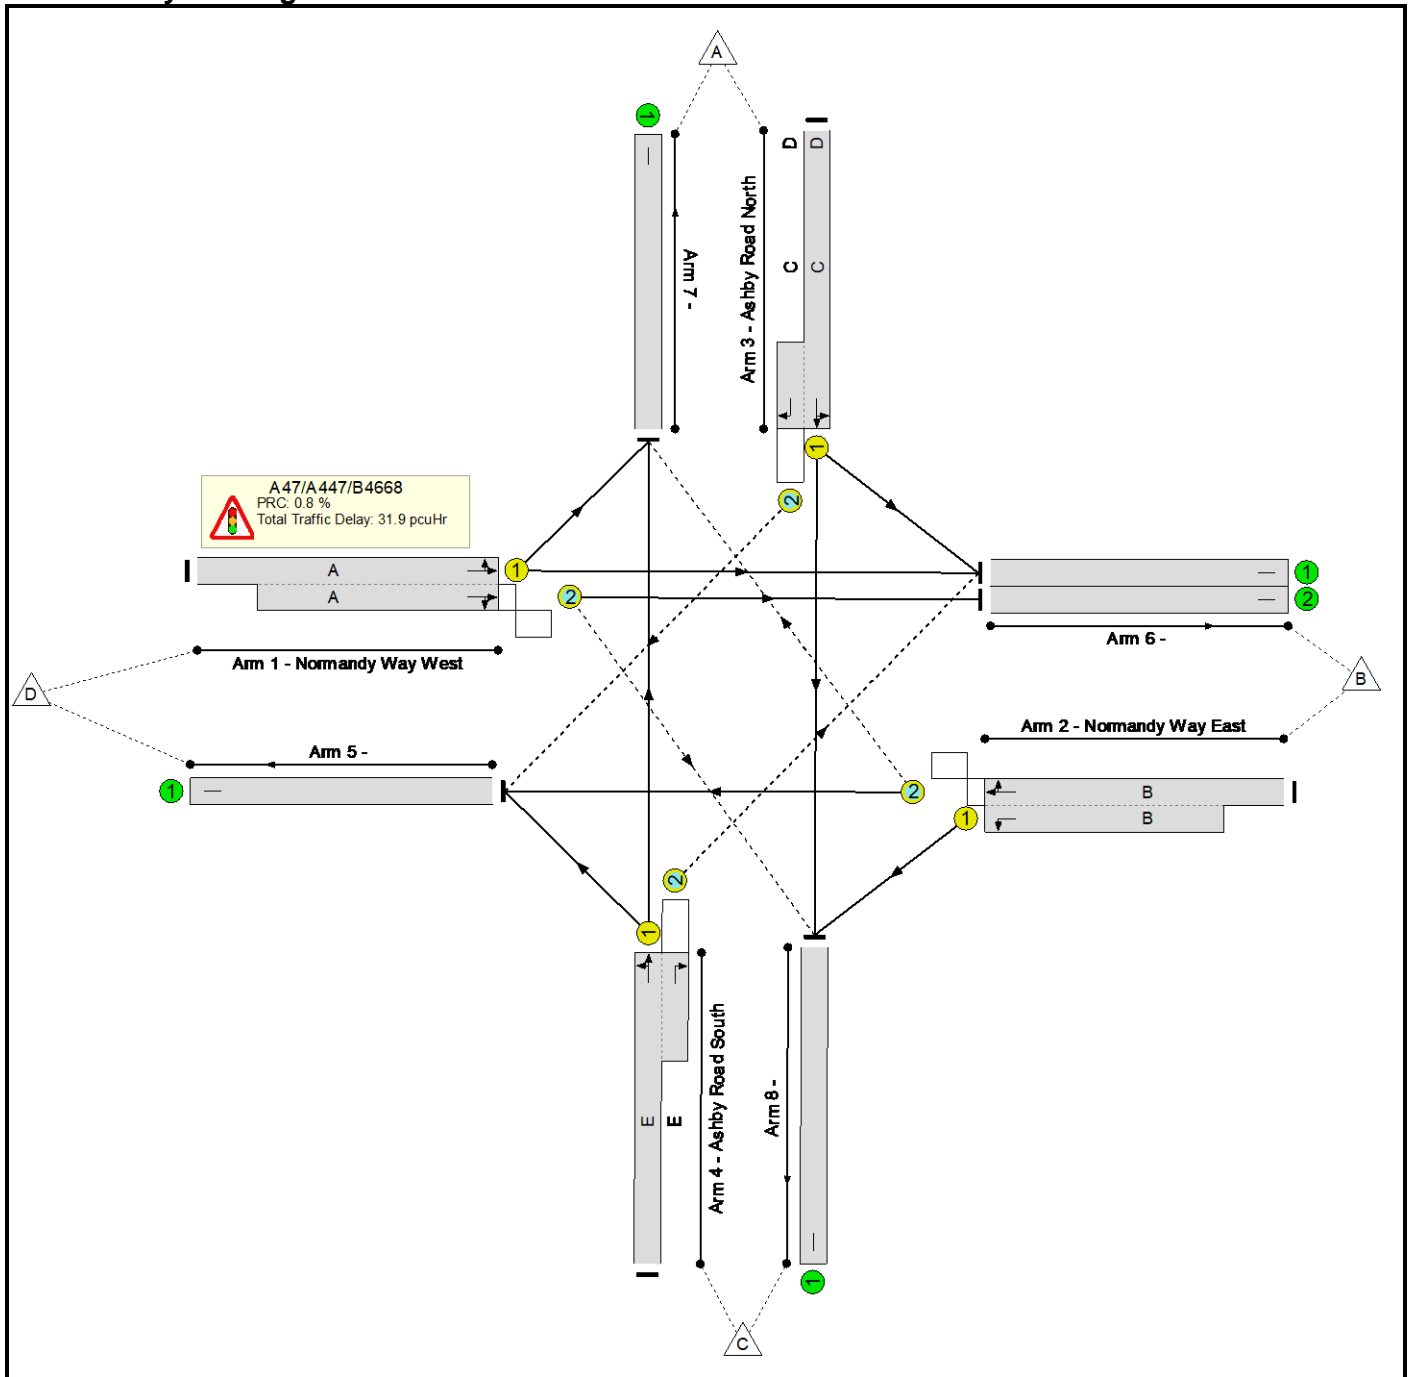 A
1
D
D
C
C
Arm 3 - Ashby Road North
Arm 7 -
1
2
A47/A447/B4668
PRC: 0.8 %
Total Traffic Delay: 31.9 pcuHr
A
A
1
2
1
2
Arm 1 - Normandy Way West
Arm 6 -
D
B
Arm 2 - Normandy Way East
Arm 5 -
1
2
1
B
B
2
1
E
E
Arm 4 - Ashby Road South
Arm 8 -
1
C